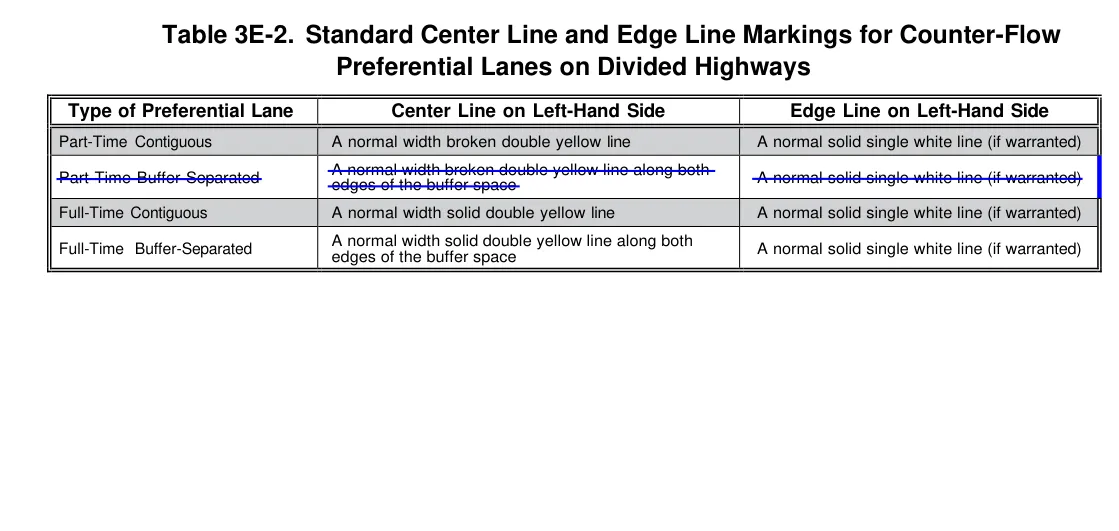 Table 3E-2. Standard Center Line and Edge Line Markings for Counter-Flow
Preferential Lanes on Divided Highways
Type of Preferential Lane Center Line on Left-Hand Side Edge Line on Left-Hand Side
Part-Time Contiguous A normal width broken double yellow line A normal solid single white line (if warranted)
Part-Time Buffer-Separated A normal width broken double yellow line along both A normal solid single white line (if warranted)
edges of the buffer space
Full-Time Contiguous A normal width solid double yellow line A normal solid single white line (if warranted)
Full-Time Buffer-Separated A normal width solid double yellow line along both A normal solid single white line (if warranted)
edges of the buffer space